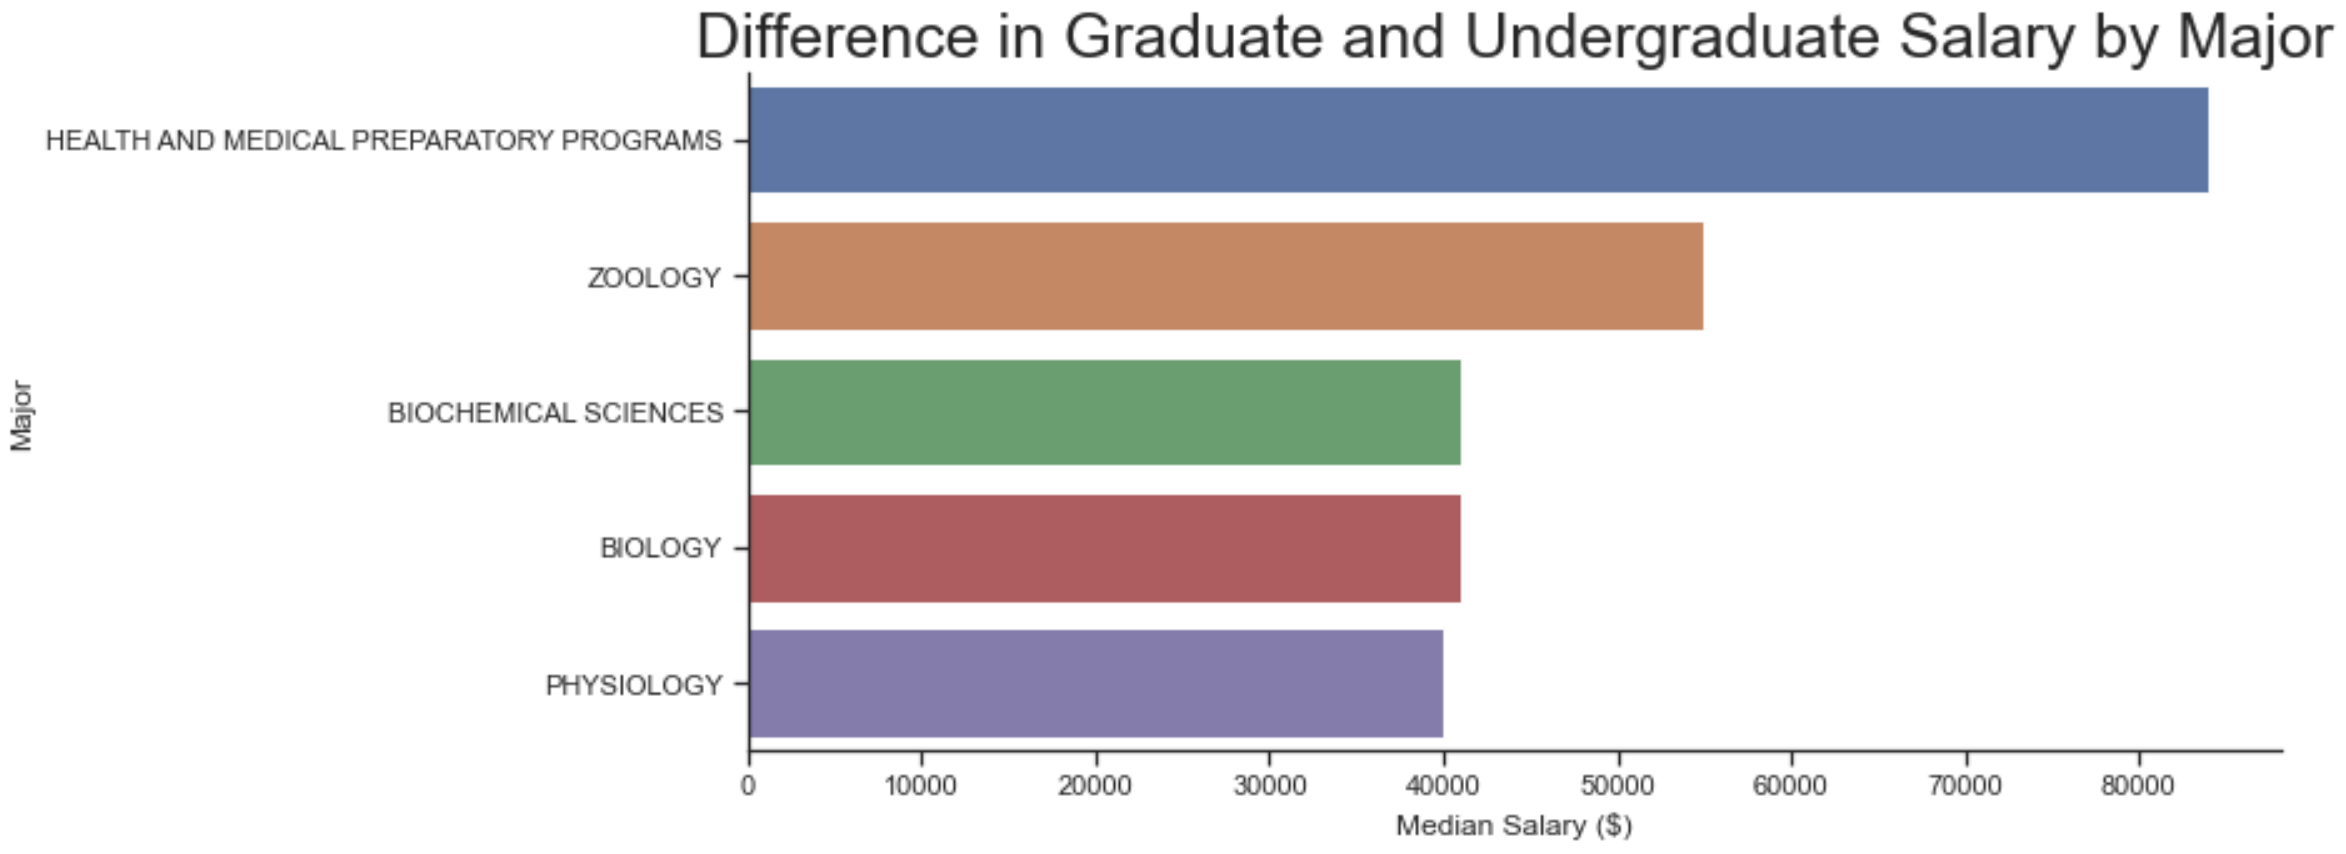 Difference in Graduate and Undergraduate Salary by Major
HEALTH AND MEDICAL PREPARATORY PROGRAMS
ZOOLOGY
BIOCHEMICAL SCIENCES
BIOLOGY
PHYSIOLOGY
Major
0 10000 20000 30000 40000 50000 60000 70000 80000
Median Salary ($)